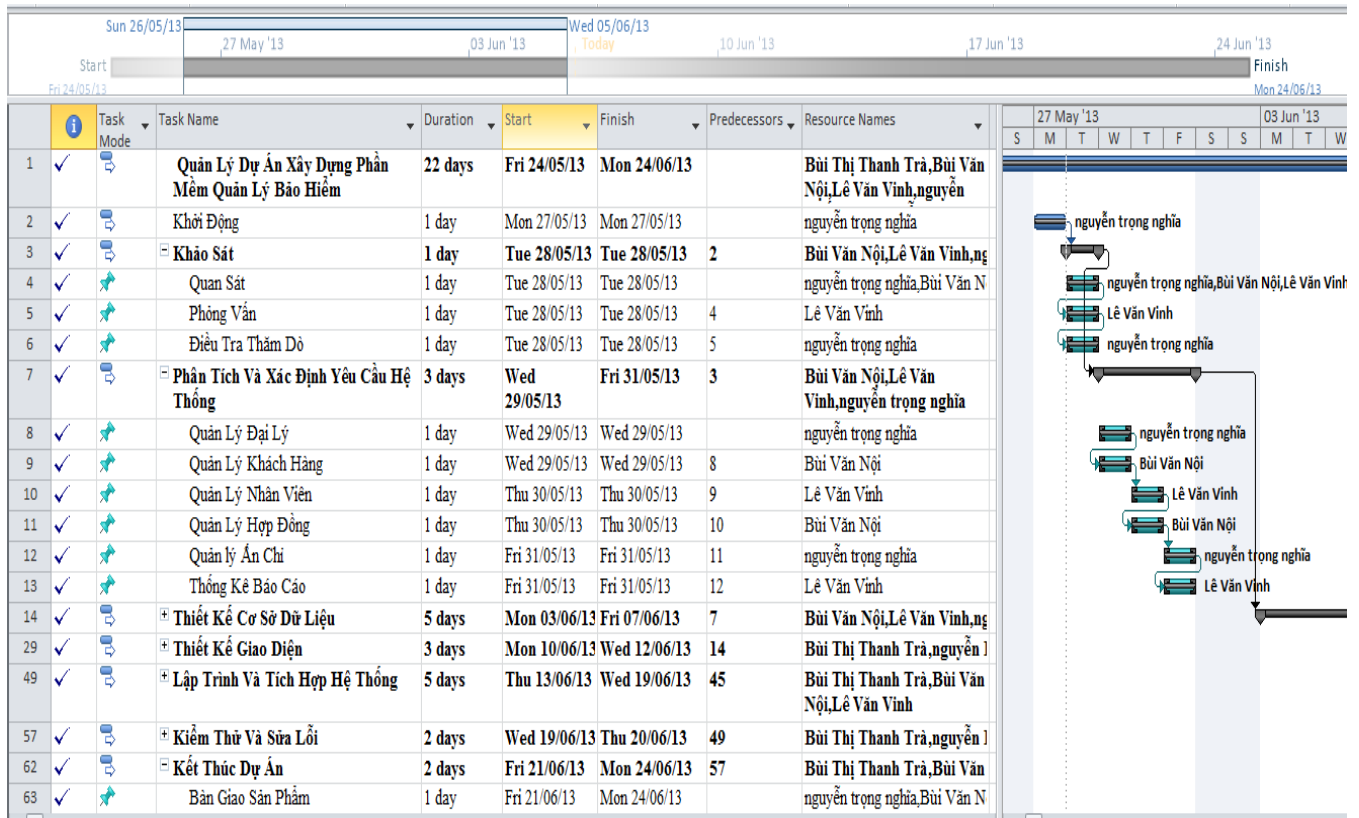 Sun 26/05/13 Wed 05/06/13
27 May '13 03 Jun '13 Today 10 Jun '13 17 Jun '13 24 Jun '13
Start Finish
Fri 24/05/13 Mon 24/06/13
Task Mode Task Name Duration Start Finish Predecessors Resource Names
27 May '13 03 Jun '13
S M T W T F S S M T W
1 Quản Lý Dự Án Xây Dựng Phần 22 days Fri 24/05/13 Mon 24/06/13 Bùi Thị Thanh Trà,Bùi Văn
Mềm Quản Lý Bảo Hiểm Nội,Lê Văn Vinh,nguyễn
2 Khởi Động 1 day Mon 27/05/13 Mon 27/05/13 nguyễn trọng nghĩa nguyễn trọng nghĩa
3 Khảo Sát 1 day Tue 28/05/13 Tue 28/05/13 2 Bùi Văn Nội,Lê Văn Vinh,ng
4 Quan Sát 1 day Tue 28/05/13 Tue 28/05/13 nguyễn trọng nghĩa,Bùi Văn N nguyễn trọng nghĩa,Bùi Văn Nội,Lê Văn Vinh
5 Phỏng Vấn 1 day Tue 28/05/13 Tue 28/05/13 4 Lê Văn Vinh Lê Văn Vinh
6 Điều Tra Thăm Dò 1 day Tue 28/05/13 Tue 28/05/13 5 nguyễn trọng nghĩa nguyễn trọng nghĩa
7 Phân Tích Và Xác Định Yêu Cầu Hệ 3 days Wed Fri 31/05/13 3 Bùi Văn Nội,Lê Văn
Thống 29/05/13 Vinh,nguyễn trọng nghĩa
8 Quản Lý Đại Lý 1 day Wed 29/05/13 Wed 29/05/13 nguyễn trọng nghĩa nguyễn trọng nghĩa
9 Quản Lý Khách Hàng 1 day Wed 29/05/13 Wed 29/05/13 8 Bùi Văn Nội Bùi Văn Nội
10 Quản Lý Nhân Viên 1 day Thu 30/05/13 Thu 30/05/13 9 Lê Văn Vinh Lê Văn Vinh
11 Quản Lý Hợp Đồng 1 day Thu 30/05/13 Thu 30/05/13 10 Bùi Văn Nội Bùi Văn Nội
12 Quản lý Ấn Chỉ 1 day Fri 31/05/13 Fri 31/05/13 11 nguyễn trọng nghĩa nguyễn trọng nghĩa
13 Thống Kê Báo Cáo 1 day Fri 31/05/13 Fri 31/05/13 12 Lê Văn Vinh Lê Văn Vinh
14 Thiết Kế Cơ Sở Dữ Liệu 5 days Mon 03/06/13 Fri 07/06/13 7 Bùi Văn Nội,Lê Văn Vinh,ng
29 Thiết Kế Giao Diện 3 days Mon 10/06/13 Wed 12/06/13 14 Bùi Thị Thanh Trà,nguyễn
49 Lập Trình Và Tích Hợp Hệ Thống 5 days Thu 13/06/13 Wed 19/06/13 45 Bùi Thị Thanh Trà,Bùi Văn
Nội,Lê Văn Vinh
57 Kiểm Thử Và Sửa Lỗi 2 days Wed 19/06/13 Thu 20/06/13 49 Bùi Thị Thanh Trà,nguyễn
62 Kết Thúc Dự Án 2 days Fri 21/06/13 Mon 24/06/13 57 Bùi Thị Thanh Trà,Bùi Văn
63 Bàn Giao Sản Phẩm 1 day Fri 21/06/13 Mon 24/06/13 nguyễn trọng nghĩa,Bùi Văn N